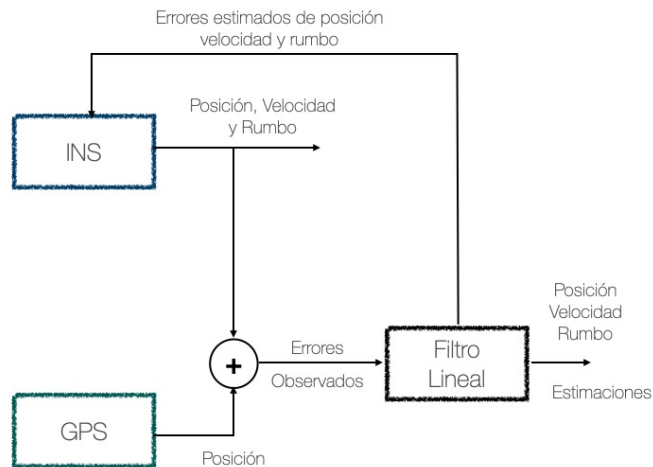 Errores estimados de posición
velocidad y rumbo
Posición, Velocidad
y Rumbo
INS
Posición
Velocidad
Rumbo
Errores
Observados
+
Filtro
Lineal
Estimaciones
GPS
Posición